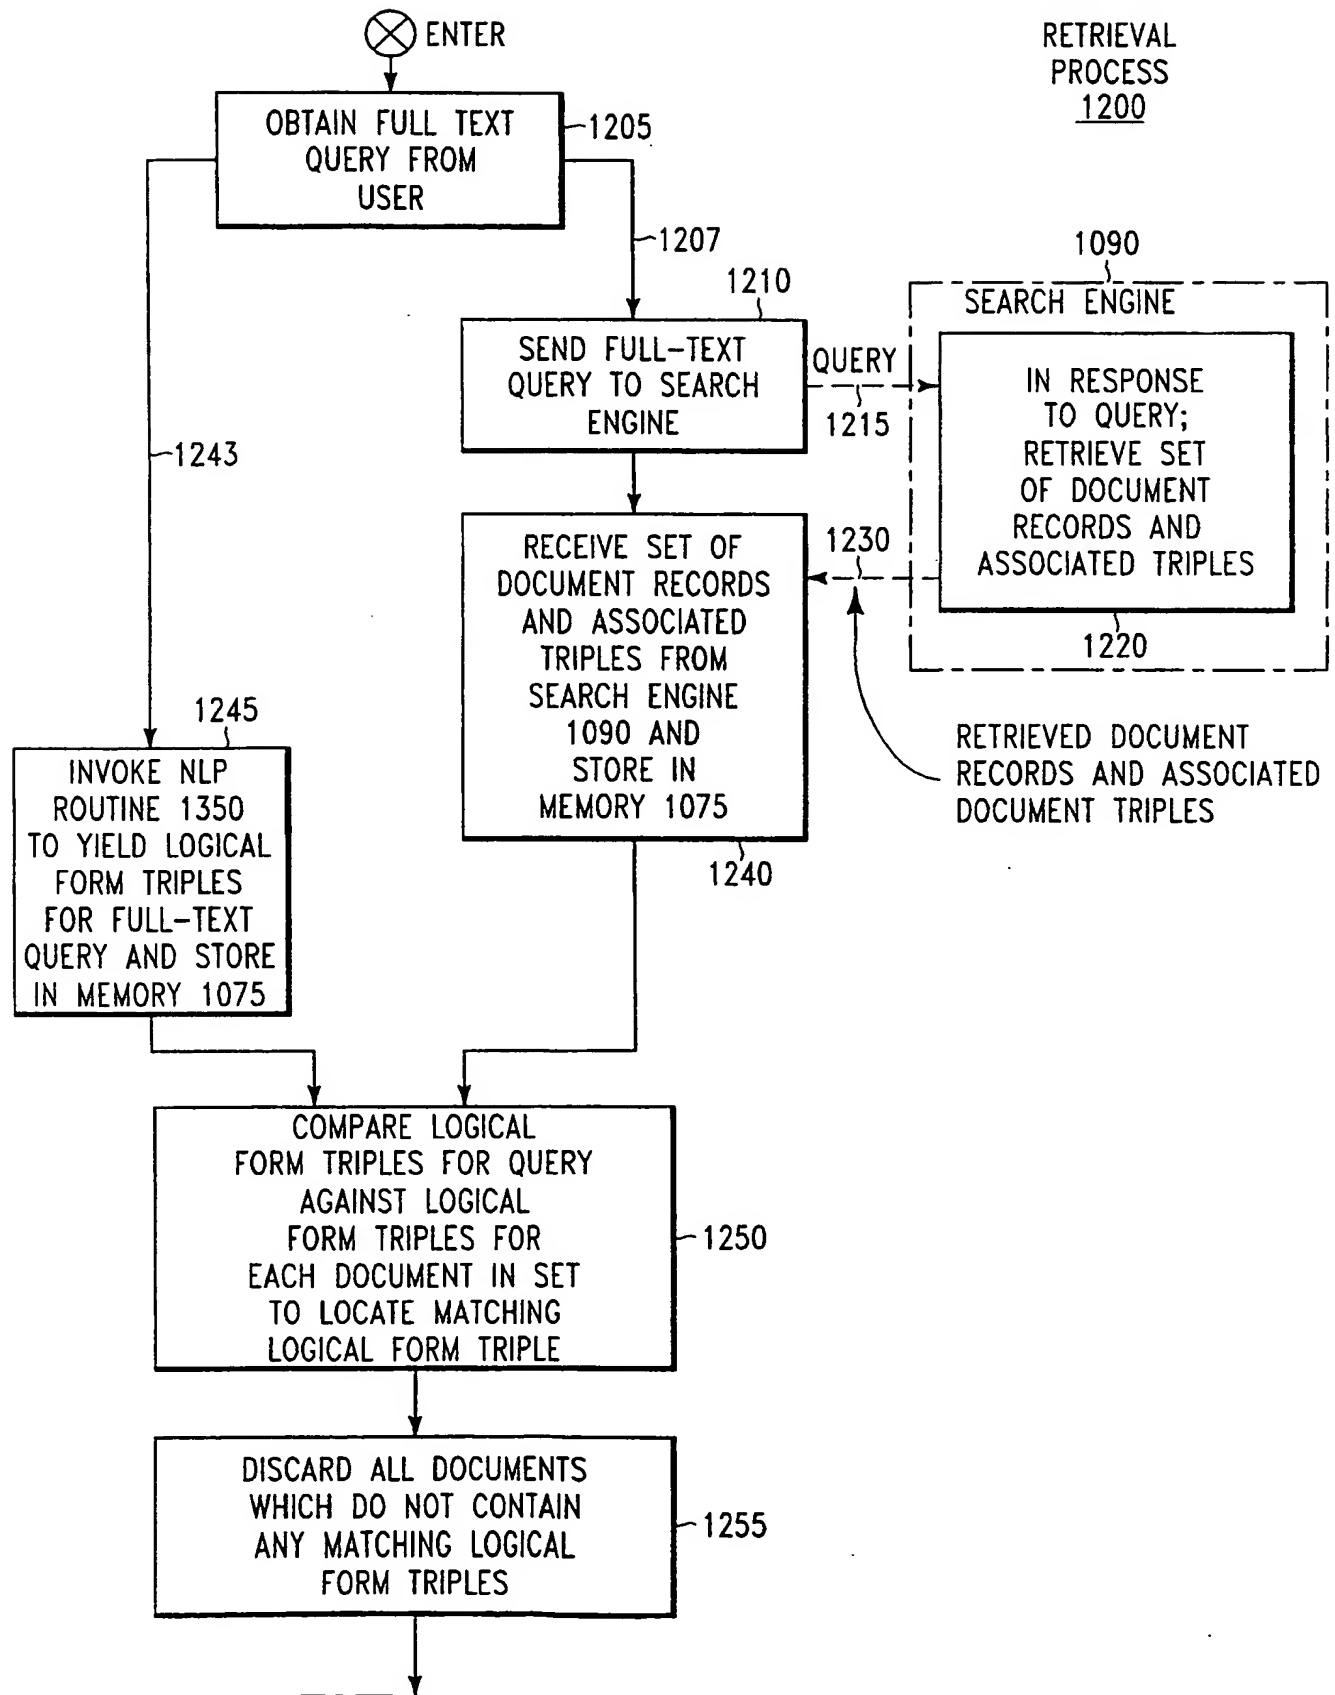 ENTER
RETRIEVAL
PROCESS
1200
OBTAIN FULL TEXT
QUERY FROM
USER
1205
1207
1243
1210
SEND FULL-TEXT
QUERY TO SEARCH
ENGINE
QUERY
1215
1090
SEARCH ENGINE
IN RESPONSE
TO QUERY;
RETRIEVE SET
OF DOCUMENT
RECORDS AND
ASSOCIATED TRIPLES
1220
1230
RECEIVE SET OF
DOCUMENT RECORDS
AND ASSOCIATED
TRIPLES FROM
SEARCH ENGINE
1090 AND
STORE IN
MEMORY 1075
1240
RETRIEVED DOCUMENT
RECORDS AND ASSOCIATED
DOCUMENT TRIPLES
1245
INVOKE NLP
ROUTINE 1350
TO YIELD LOGICAL
FORM TRIPLES
FOR FULL-TEXT
QUERY AND STORE
IN MEMORY 1075
COMPARE LOGICAL
FORM TRIPLES FOR QUERY
AGAINST LOGICAL
FORM TRIPLES FOR
EACH DOCUMENT IN SET
TO LOCATE MATCHING
LOGICAL FORM TRIPLE
1250
DISCARD ALL DOCUMENTS
WHICH DO NOT CONTAIN
ANY MATCHING LOGICAL
FORM TRIPLES
1255